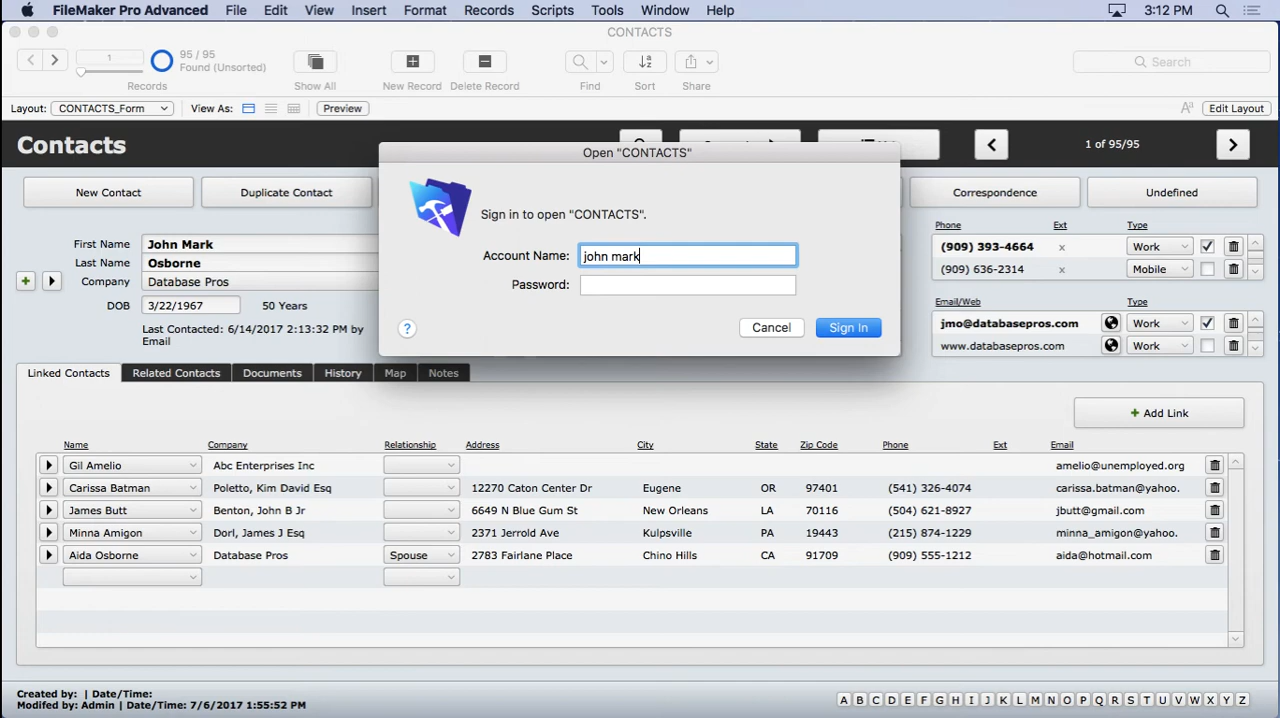 FileMaker Pro Advanced File Edit View Insert Format Records Scripts Tools Window Help 3:12 PM
CONTACTS
1 95 / 95 Found (Unsorted)
Records Show All New Record Delete Record Find Sort Share Search
Layout: CONTACTS_Form View As: Preview Aa Edit Layout
Contacts 1 of 95/95
New Contact Duplicate Contact Correspondence Undefined
Open "CONTACTS"
Sign in to open "CONTACTS".
Account Name: john mark
Password:
? Cancel Sign In
First Name John Mark
Last Name Osborne
Company Database Pros
DOB 3/22/1967 50 Years
Last Contacted: 6/14/2017 2:13:32 PM by
Email
Phone Ext Type
(909) 393-4664 x Work
(909) 636-2314 x Mobile
Email/Web Type
jmo@databasepros.com Work
www.databasepros.com Work
Linked Contacts Related Contacts Documents History Map Notes
+ Add Link
Name Company Relationship Address City State Zip Code Phone Ext Email
Gil Amelio Abc Enterprises Inc amelio@unemployed.org
Carissa Batman Poletto, Kim David Esq 12270 Caton Center Dr Eugene OR 97401 (541) 326-4074 carissa.batman@yahoo.
James Butt Benton, John B Jr 6649 N Blue Gum St New Orleans LA 70116 (504) 621-8927 jbutt@gmail.com
Minna Amigon Dorl, James J Esq 2371 Jerrold Ave Kulpsville PA 19443 (215) 874-1229 minna_amigon@yahoo.
Aida Osborne Database Pros Spouse 2783 Fairlane Place Chino Hills CA 91709 (909) 555-1212 aida@hotmail.com
Created by: | Date/Time:
Modifed by: Admin | Date/Time: 7/6/2017 1:55:52 PM
A B C D E F G H I J K L M N O P Q R S T U V W X Y Z